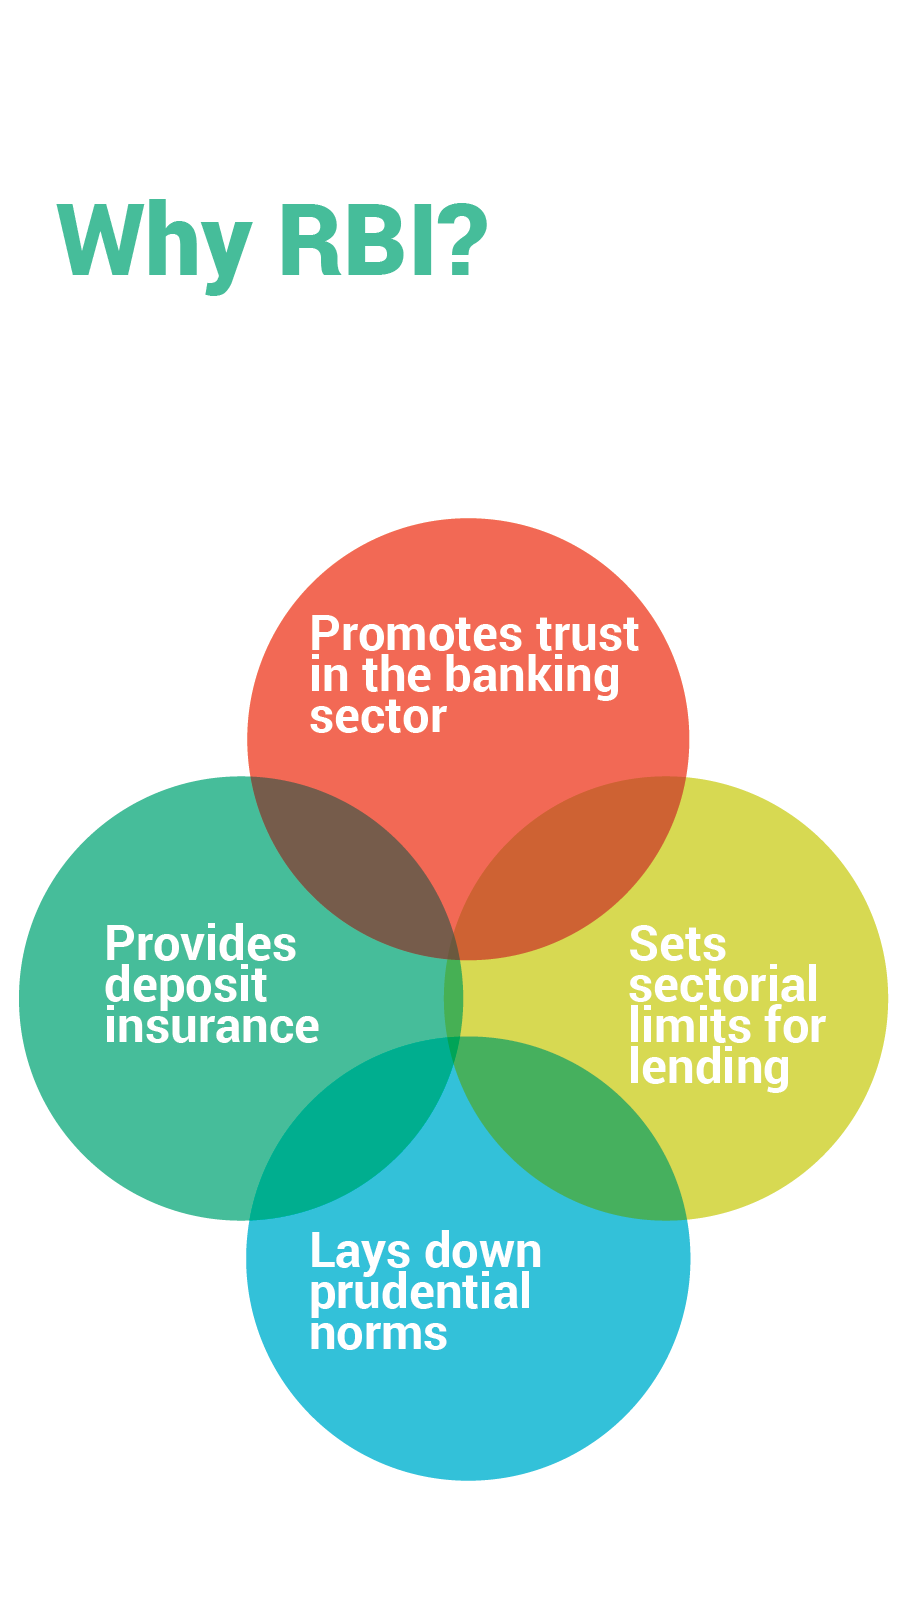 Why RBI?
Promotes trust
in the banking
sector
Provides
deposit
insurance
Sets
sectorial
limits for
lending
Lays down
prudential
norms